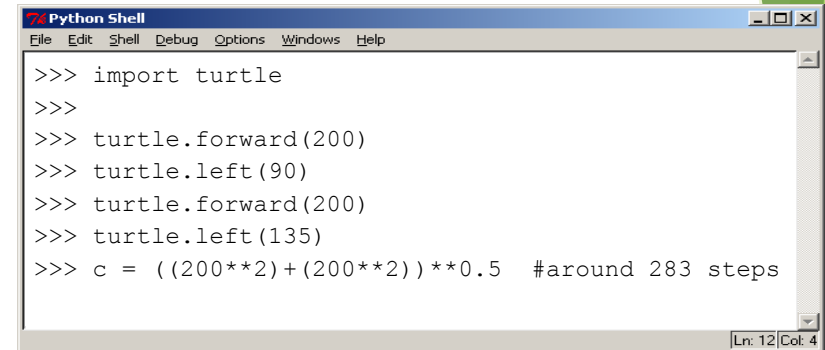 Python Shell
File Edit Shell Debug Options Windows Help
>>> import turtle
>>>
>>> turtle.forward(200)
>>> turtle.left(90)
>>> turtle.forward(200)
>>> turtle.left(135)
>>> c = ((200**2)+(200**2))**0.5  #around 283 steps
Ln: 12 Col: 4